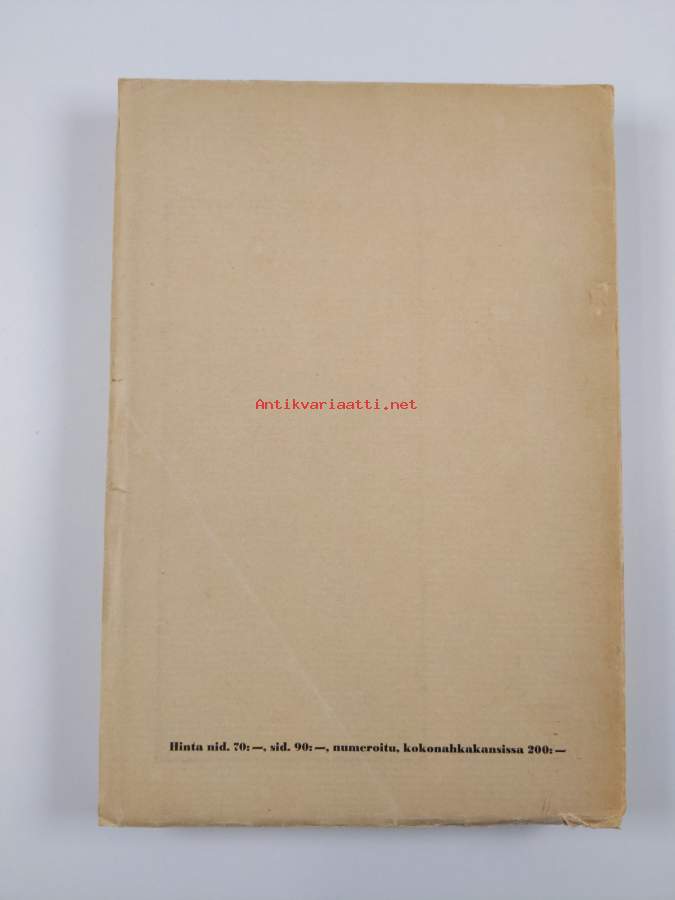 Antikvariaatti.net
Hinta nid. 70: —, sid. 90: —, numeroitu, kokonahkakansissa 200: —